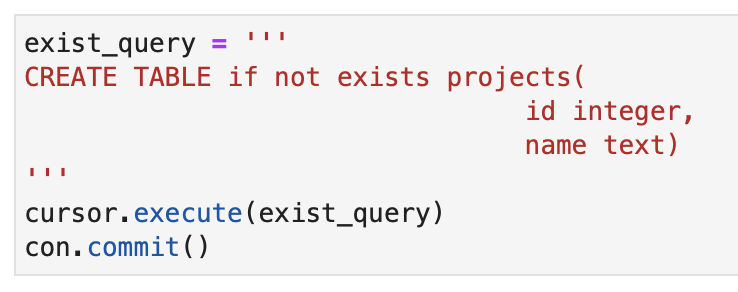 exist_query = '''
CREATE TABLE if not exists projects(
id integer,
name text)
'''
cursor.execute(exist_query)
con.commit()